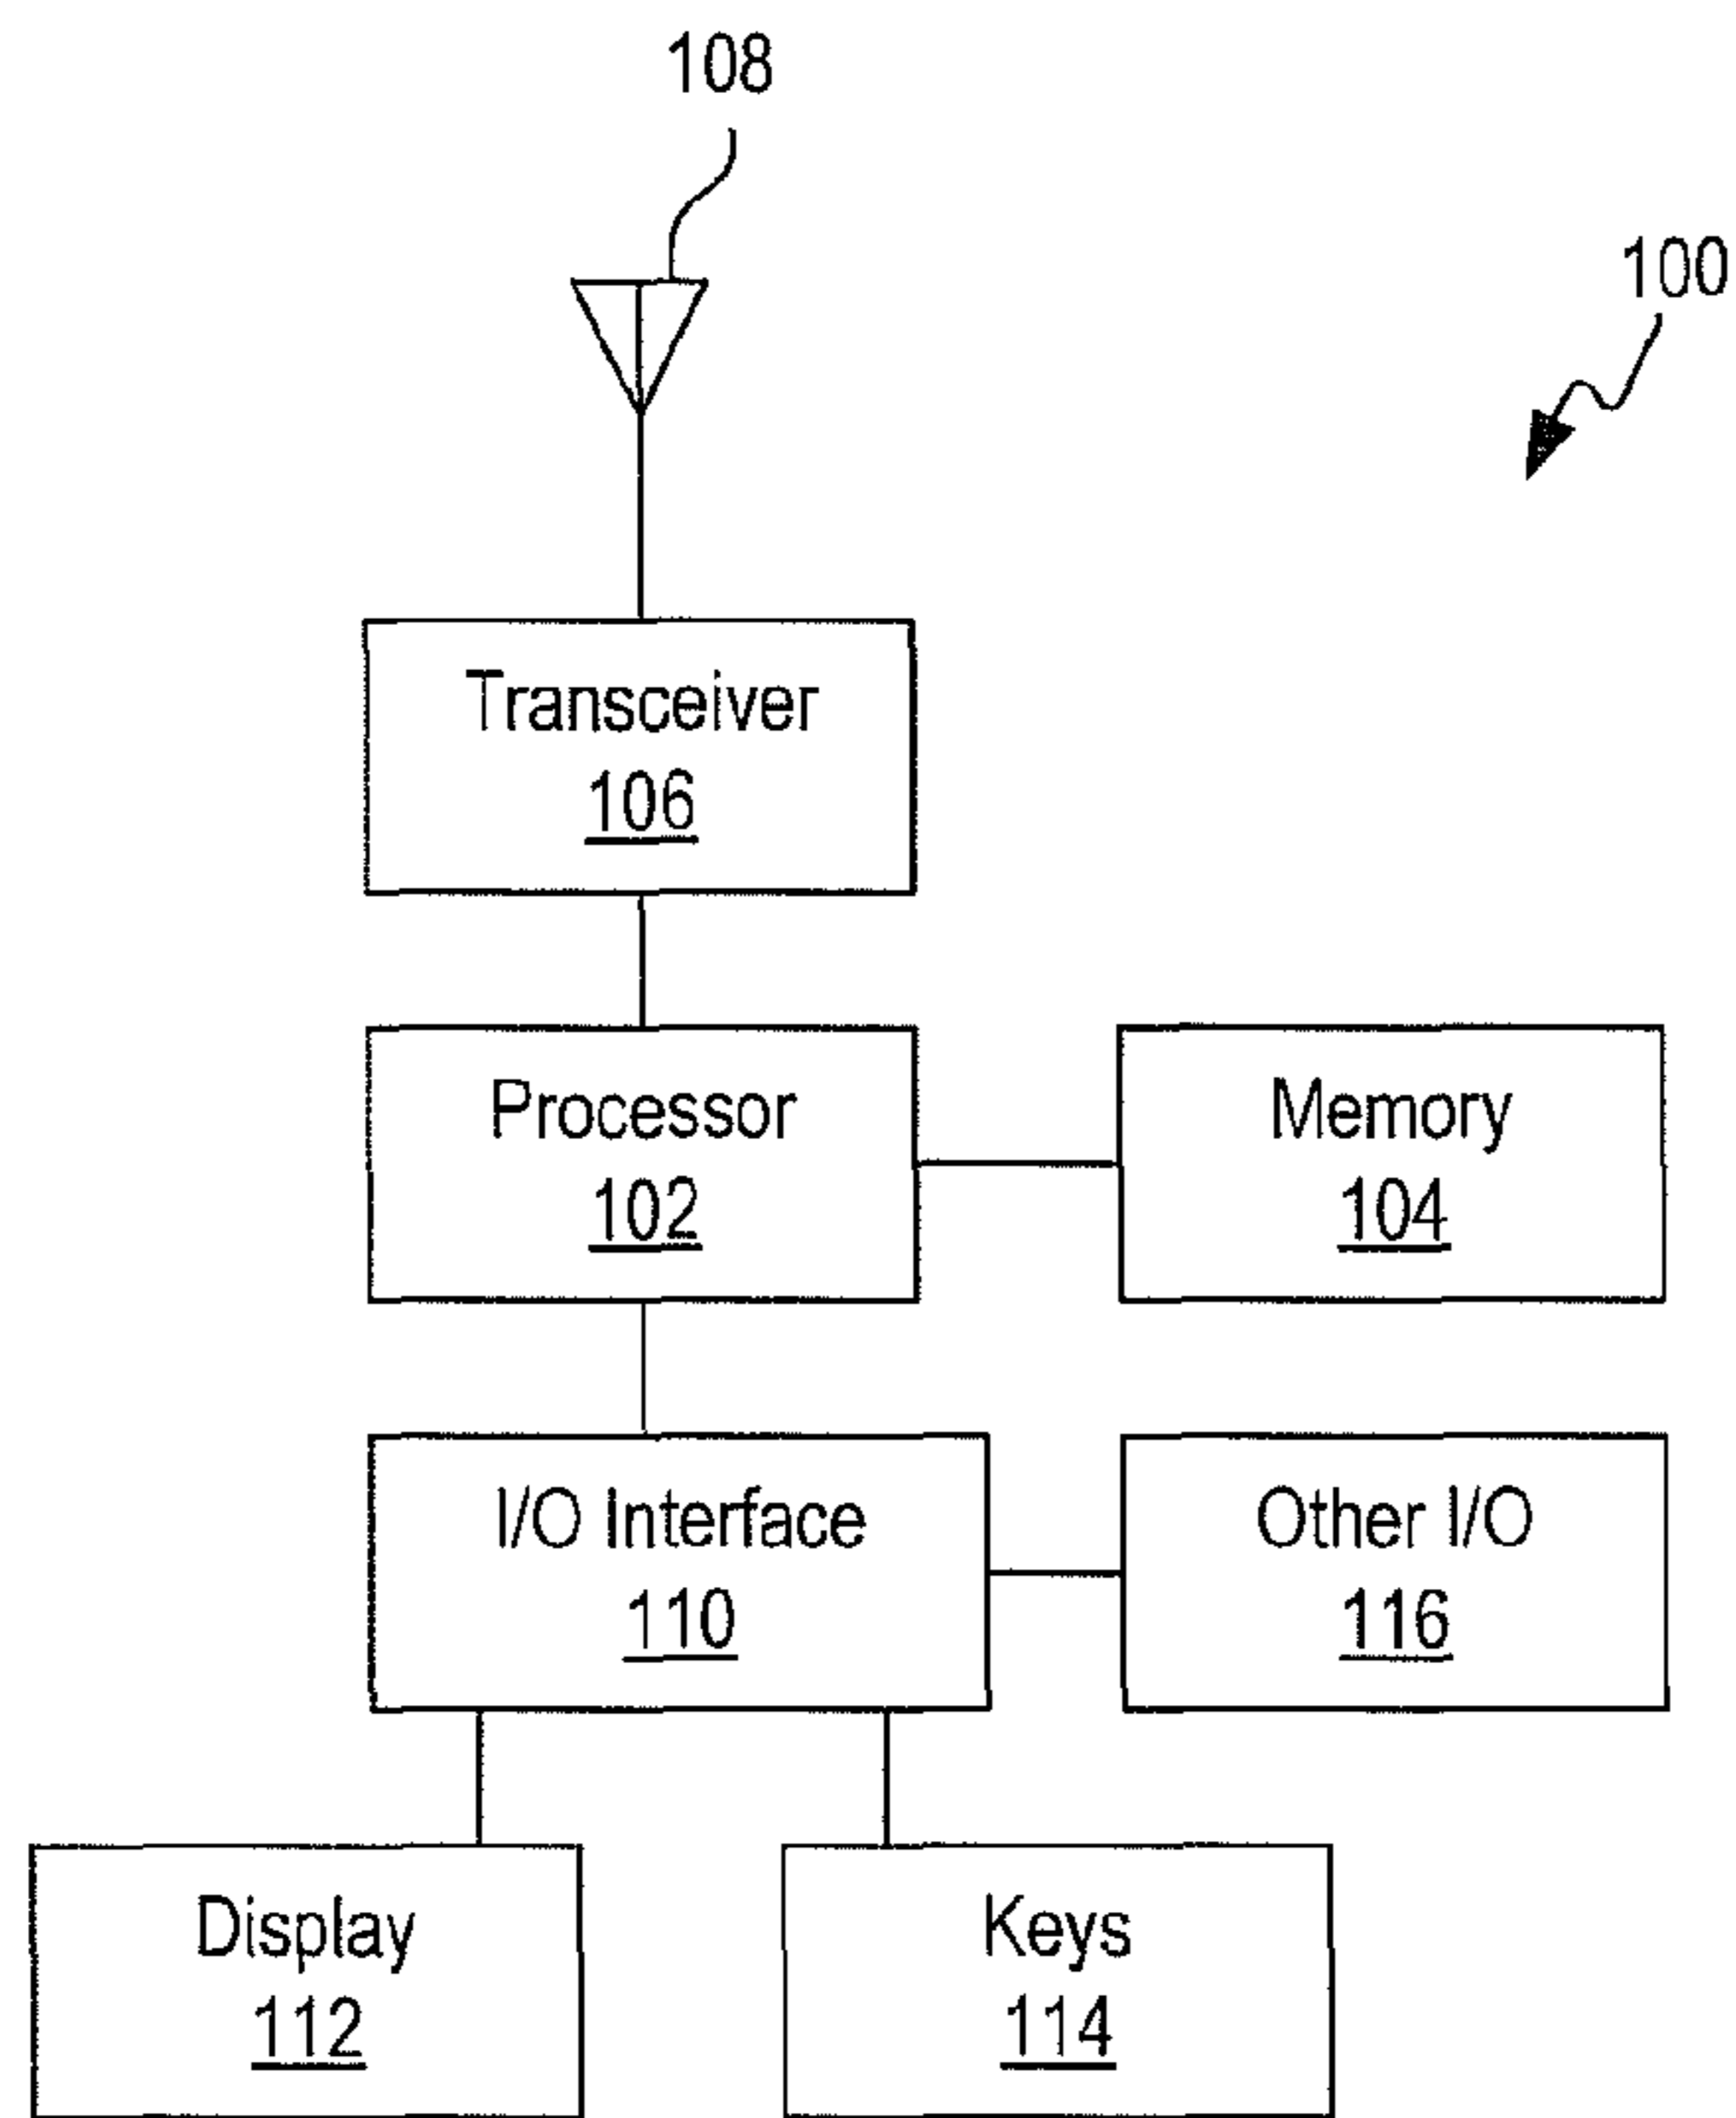 108
100
Transceiver
106
Processor
102
Memory
104
I/O Interface
110
Other I/O
116
Display
112
Keys
114